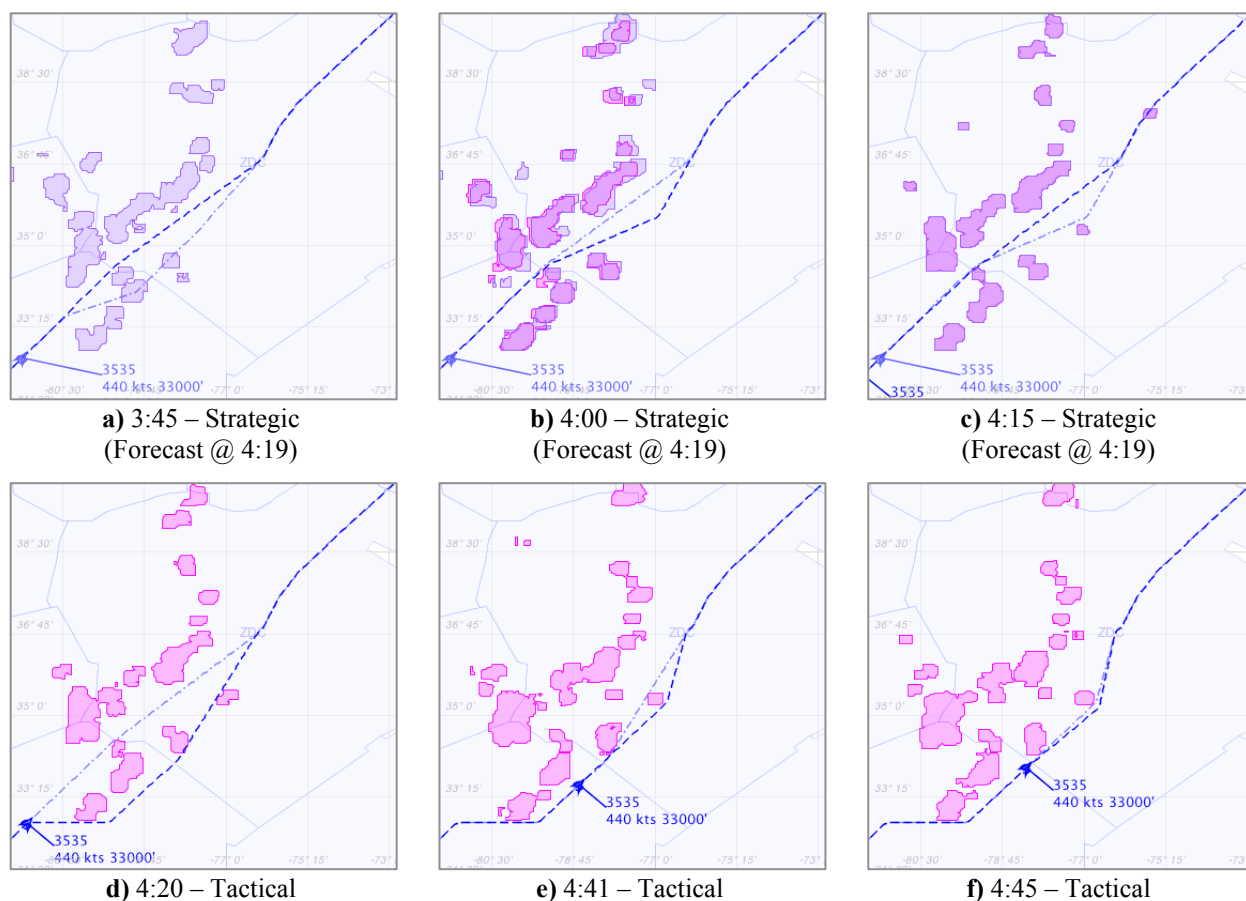 38° 30'
36° 45'
ZDC
35° 0'
33° 15'
3535
440 kts 33000'
-80° 30' -78° 45' -77° 0' -75° 15' -73°
a) 3:45 – Strategic
(Forecast @ 4:19)
38° 30'
36° 45'
ZDC
35° 0'
33° 15'
3535
440 kts 33000'
-80° 30' -78° 45' -77° 0' -75° 15' -73°
b) 4:00 – Strategic
(Forecast @ 4:19)
38° 30'
36° 45'
ZDC
35° 0'
33° 15'
3535
440 kts 33000'
3535
-78° 45' -77° 0' -75° 15' -73°
c) 4:15 – Strategic
(Forecast @ 4:19)
38° 30'
36° 45'
ZDC
35° 0'
33° 15'
3535
440 kts 33000'
-78° 45' -77° 0' -75° 15' -73°
d) 4:20 – Tactical
38° 30'
36° 45'
ZDC
35° 0'
33° 15'
3535
440 kts 33000'
-80° 30' -78° 45' -77° 0' -75° 15' -73°
e) 4:41 – Tactical
38° 30'
36° 45'
ZDC
35° 0'
33° 15'
3535
440 kts 33000'
-80° 30' -78° 45' -77° 0' -75° 15' -73°
f) 4:45 – Tactical